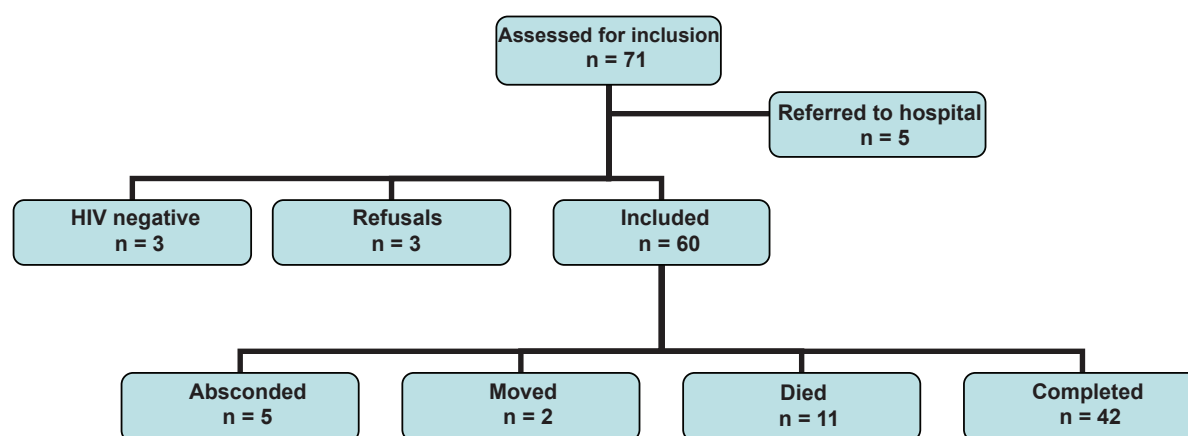 Assessed for inclusion
n = 71
Referred to hospital
n = 5
HIV negative
n = 3
Refusals
n = 3
Included
n = 60
Absconded
n = 5
Moved
n = 2
Died
n = 11
Completed
n = 42